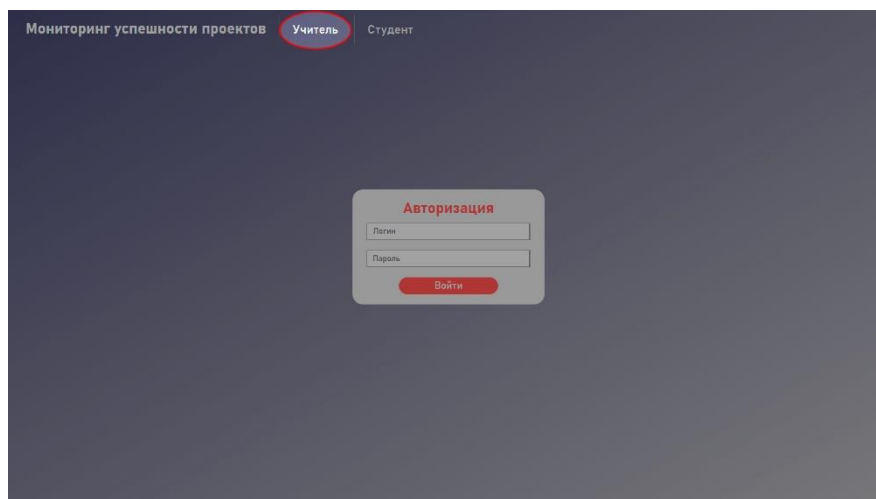 Мониторинг успешности проектов Учитель Студент
Авторизация
Логин
Пароль
Войти